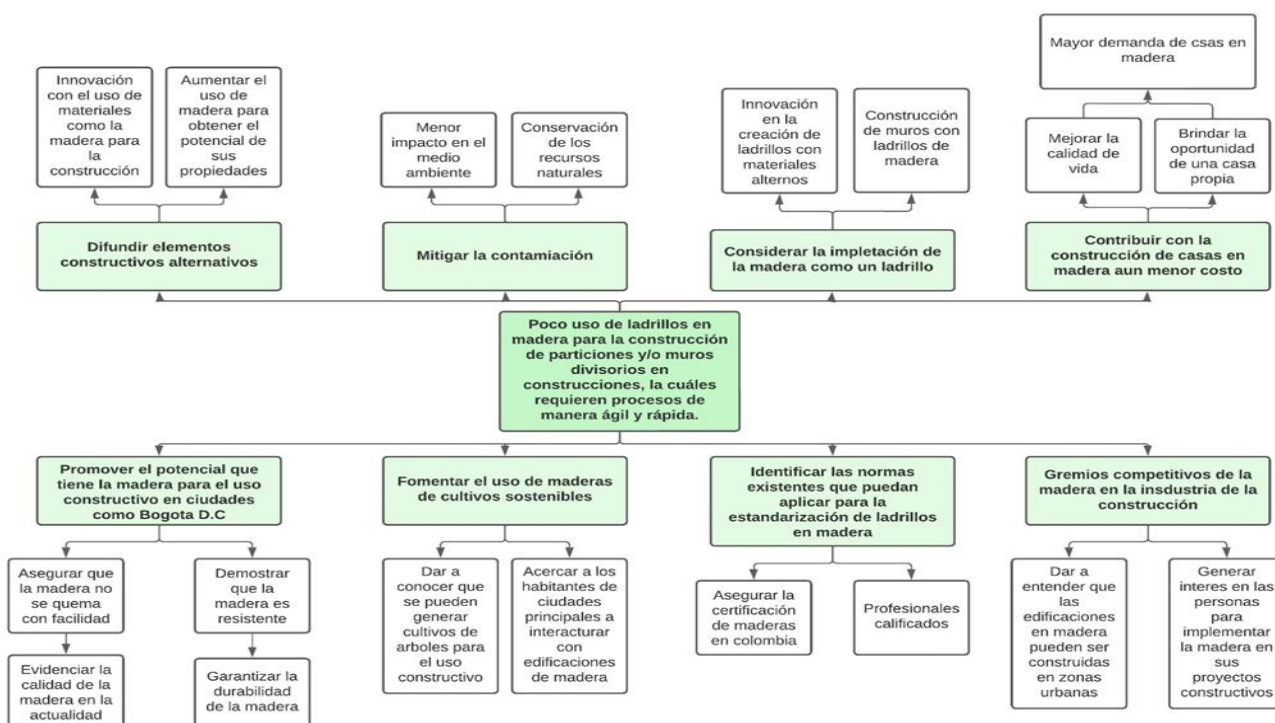 Mayor demanda de csas en
madera
Innovación
con el uso de
materiales
como la
madera para
la
construcción
Aumentar el
uso de
madera para
obtener el
potencial de
sus
propiedades
Menor
impacto en el
medio
ambiente
Conservación
de los
recursos
naturales
Innovación
en la
creación de
ladrillos con
materiales
alternos
Construcción
de muros con
ladrillos de
madera
Mejorar la
calidad de
vida
Brindar la
oportunidad
de una casa
propia
Difundir elementos
constructivos alternativos
Mitigar la contamiación
Considerar la impletación de
la madera como un ladrillo
Contribuir con la
construcción de casas en
madera aun menor costo
Poco uso de ladrillos en
madera para la construcción
de particiones y/o muros
divisorios en
construcciones, la cuáles
requieren procesos de
manera ágil y rápida.
Promover el potencial que
tiene la madera para el uso
constructivo en ciudades
como Bogota D.C
Fomentar el uso de maderas
de cultivos sostenibles
Identificar las normas
existentes que puedan
aplicar para la
estandarización de ladrillos
en madera
Gremios competitivos de la
madera en la insdustria de la
construcción
Asegurar que
la madera no
se quema
con facilidad
Demostrar
que la
madera es
resistente
Dar a
conocer que
se pueden
generar
cultivos de
arboles para
el uso
constructivo
Acercar a los
habitantes de
ciudades
principales a
interacturar
con
edificaciones
de madera
Asegurar la
certificación
de maderas
en colombia
Profesionales
calificados
Dar a
entender que
las
edificaciones
en madera
pueden ser
construidas
en zonas
urbanas
Generar
interes en las
personas
para
implementar
la madera en
sus
proyectos
constructivos
Evidenciar la
calidad de la
madera en la
actualidad
Garantizar la
durabilidad
de la madera